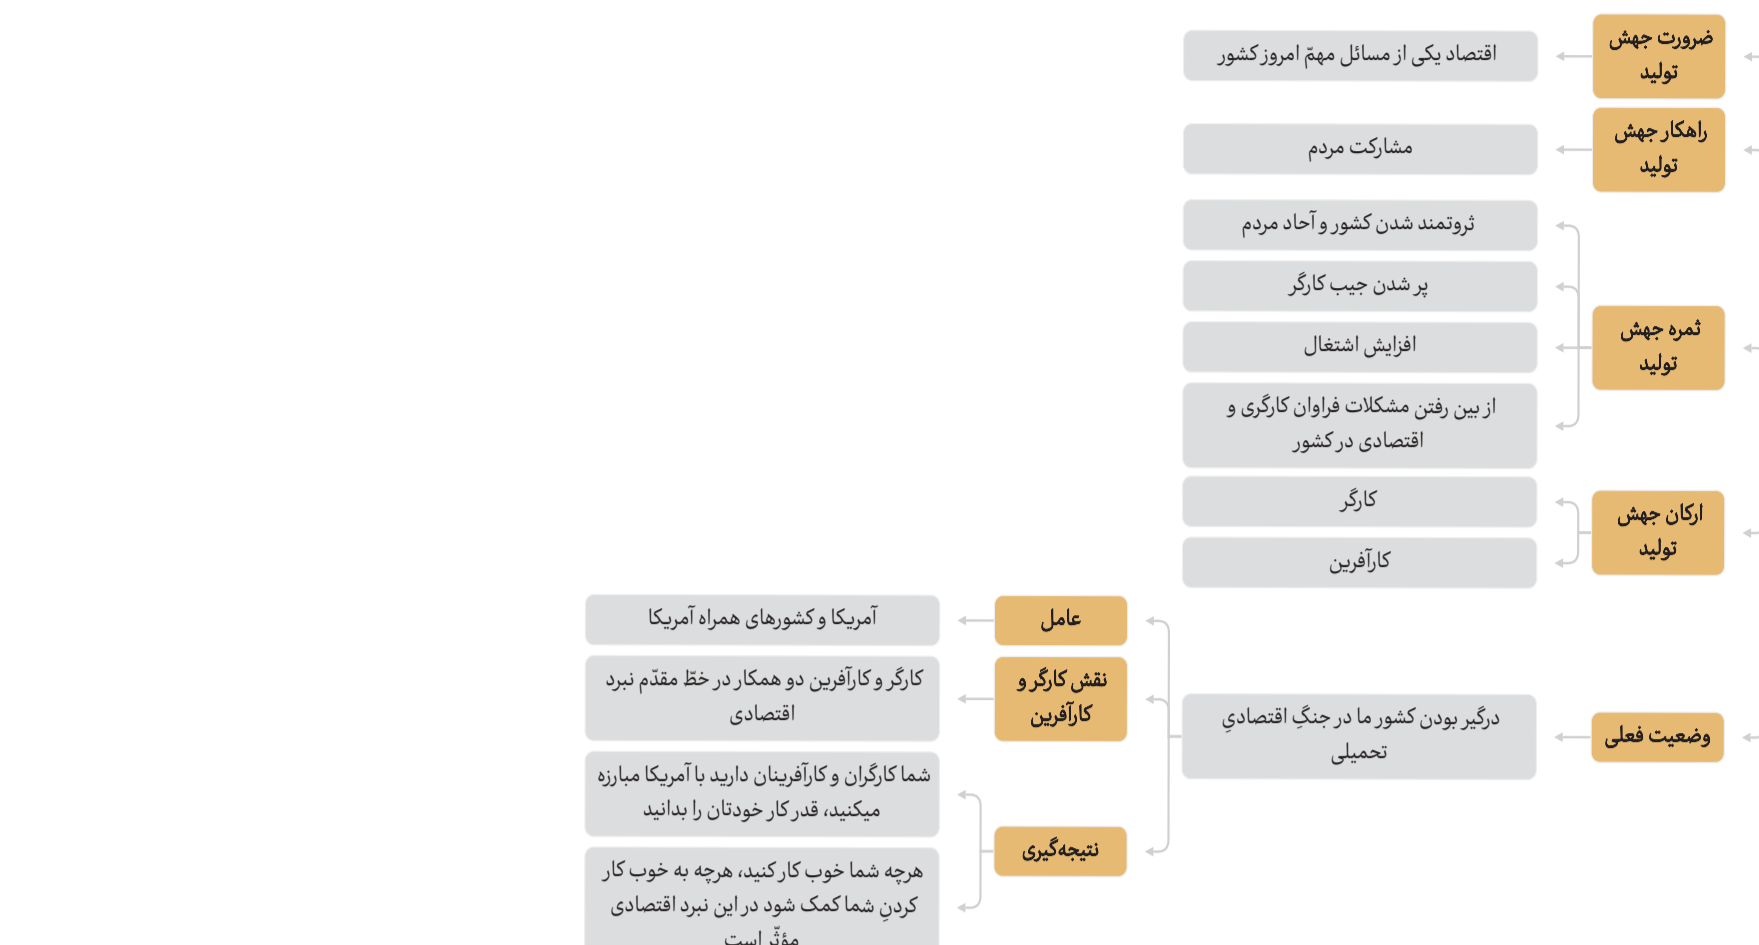 ضرورت جهش
تولید
اقتصاد یکی از مسائل مهمّ امروز کشور
راهکار جهش
تولید
مشارکت مردم
ثمره جهش
تولید
ثروتمند شدن کشور و آحاد مردم
پر شدن جیب کارگر
افزایش اشتغال
از بین رفتن مشکلات فراوان کارگری و
اقتصادی در کشور
ارکان جهش
تولید
کارگر
کارآفرین
وضعیت فعلی
درگیر بودن کشور ما در جنگِ اقتصادیِ
تحمیلی
عامل
آمریکا و کشورهای همراه آمریکا
نقش کارگر و
کارآفرین
کارگر و کارآفرین دو همکار در خطّ مقدّم نبرد
اقتصادی
نتیجه‌گیری
شما کارگران و کارآفرینان دارید با آمریکا مبارزه
میکنید، قدر کار خودتان را بدانید
هرچه شما خوب کار کنید، هرچه به خوب کار
کردنِ شما کمک شود در این نبرد اقتصادی
مؤثّر است